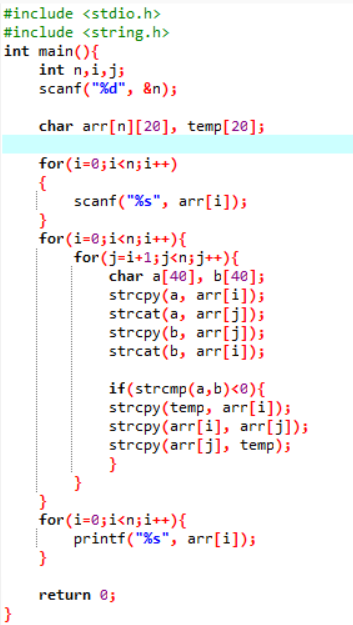 #include <stdio.h>
#include <string.h>
int main(){
    int n,i,j;
    scanf("%d", &n);

    char arr[n][20], temp[20];

    for(i=0;i<n;i++)
    {
        scanf("%s", arr[i]);
    }
    for(i=0;i<n;i++){
        for(j=i+1;j<n;j++){
            char a[40], b[40];
            strcpy(a, arr[i]);
            strcat(a, arr[j]);
            strcpy(b, arr[j]);
            strcat(b, arr[i]);

            if(strcmp(a,b)<0){
            strcpy(temp, arr[i]);
            strcpy(arr[i], arr[j]);
            strcpy(arr[j], temp);
            }
        }
    }
    for(i=0;i<n;i++){
        printf("%s", arr[i]);
    }

    return 0;
}